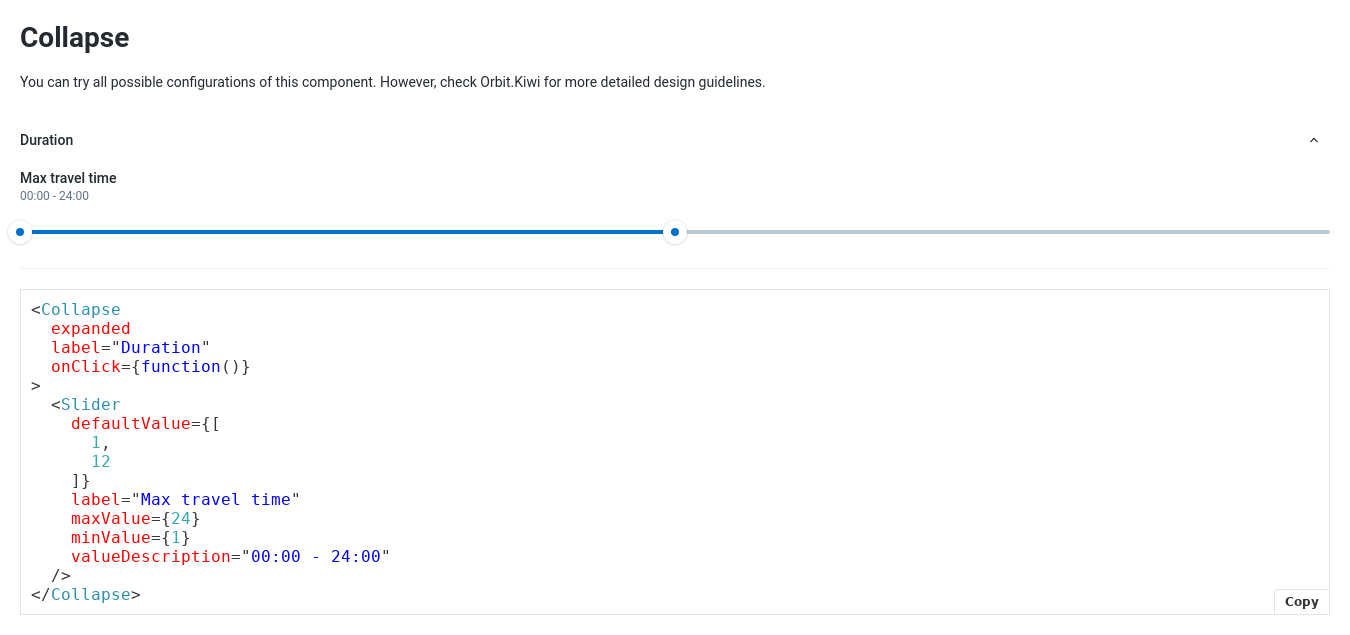 Collapse
You can try all possible configurations of this component. However, check Orbit.Kiwi for more detailed design guidelines.
Duration
Max travel time
00:00 - 24:00
<Collapse
  expanded
  label="Duration"
  onClick={function()}
>
  <Slider
    defaultValue={[
      1,
      12
    ]}
    label="Max travel time"
    maxValue={24}
    minValue={1}
    valueDescription="00:00 - 24:00"
  />
</Collapse>
Copy